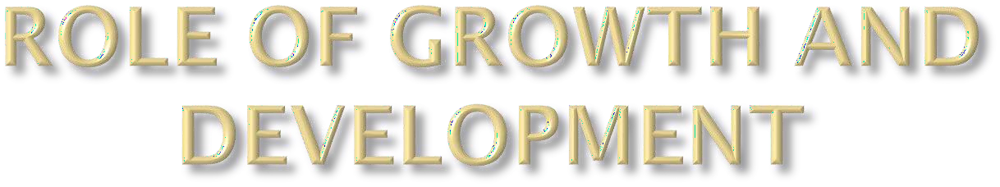 ROLE OF GROWTH AND
DEVELOPMENT